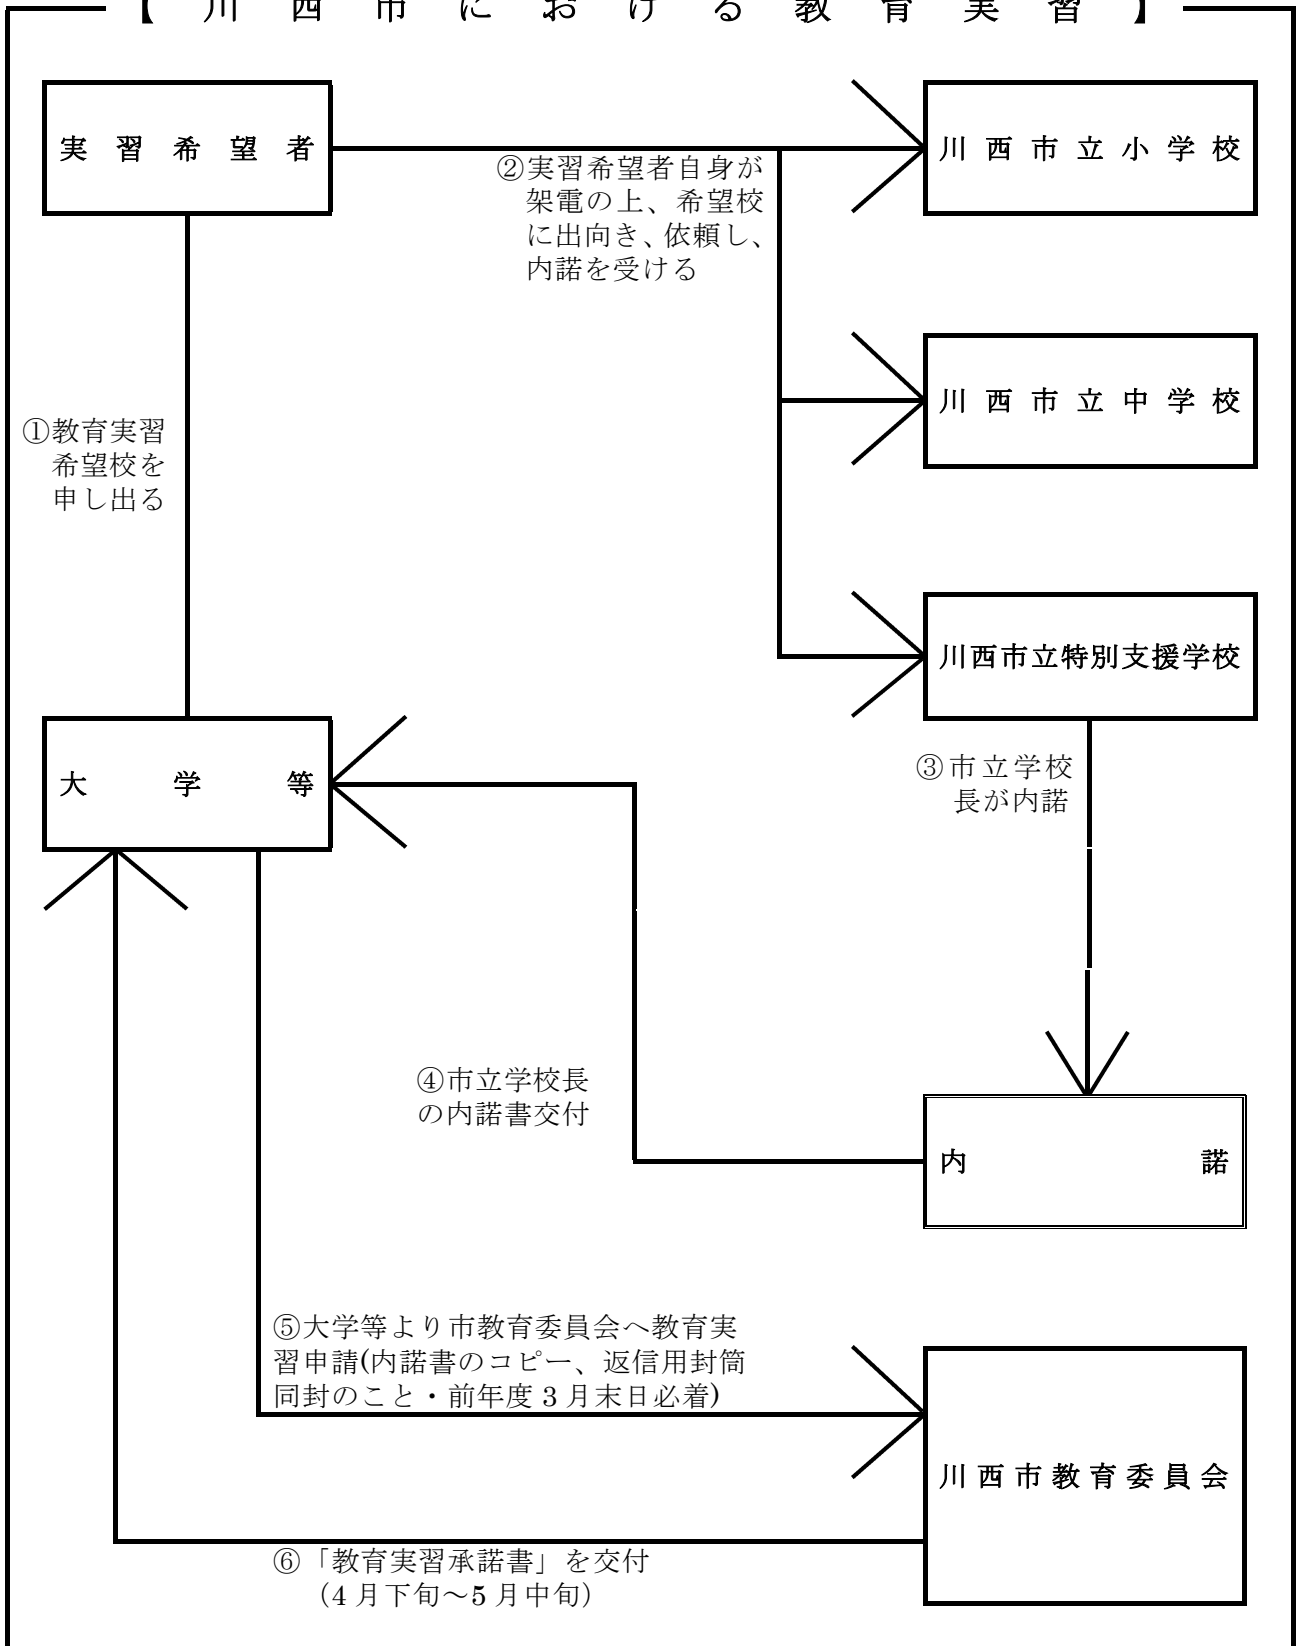 【川西市における教育実習】
実習希望者
川西市立小学校
②実習希望者自身が
架電の上、希望校
に出向き、依頼し、
内諾を受ける
川西市立中学校
①教育実習
希望校を
申し出る
川西市立特別支援学校
大学等
③市立学校
長が内諾
④市立学校長
の内諾書交付
内諾
⑤大学等より市教育委員会へ教育実
習申請(内諾書のコピー、返信用封筒
同封のこと・前年度3月末日必着)
川西市教育委員会
⑥「教育実習承諾書」を交付
（4月下旬～5月中旬）